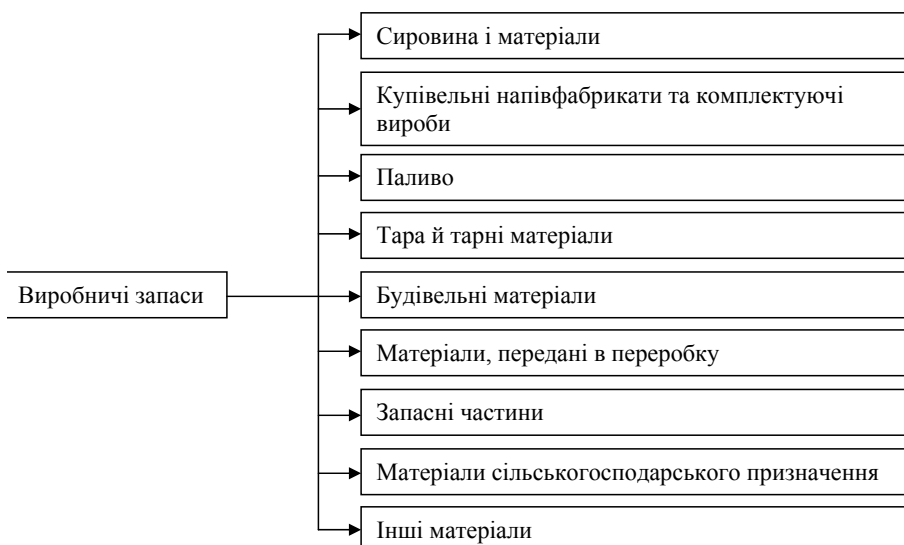 Сировина і матеріали
Купівельні напівфабрикати та комплектуючі
вироби
Паливо
Тара й тарні матеріали
Виробничі запаси
Будівельні матеріали
Матеріали, передані в переробку
Запасні частини
Матеріали сільськогосподарського призначення
Інші матеріали